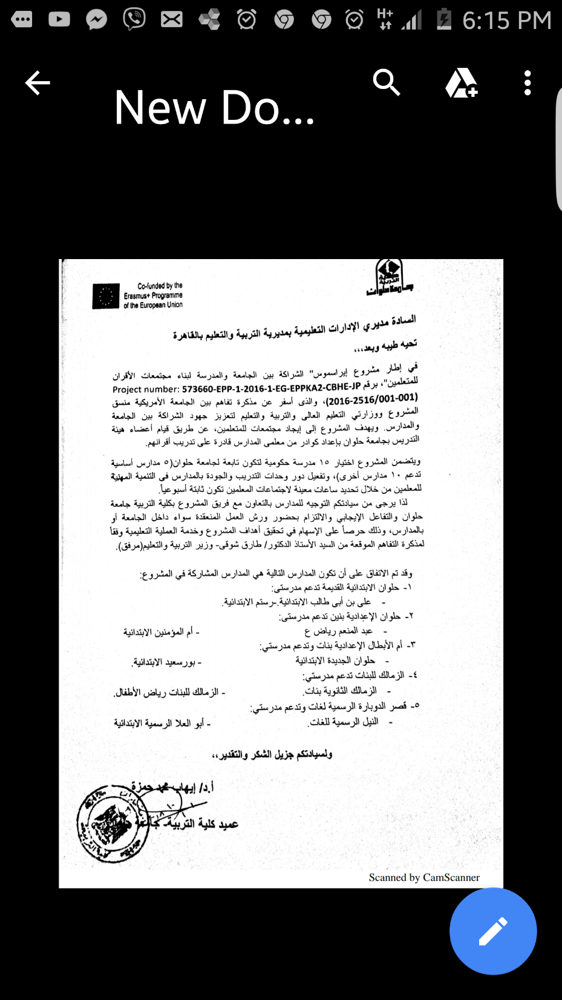 6:15 PM
New Do...
Co-funded by the
Erasmus+ Programme
of the European Union
كلية
التربية
جامعة حلوان
السادة مديري الإدارات التعليمية بمديرية التربية والتعليم بالقاهرة
تحيه طيبه وبعد،،،
في إطار مشروع إيراسموس" الشراكة بين الجامعة والمدرسة لبناء مجتمعات الأقران
للمتعلمين"، برقم Project number: 573660-EPP-1-2016-1-EG-EPPKA2-CBHE-JP
(2016-2516/001-001)، والذى أسفر عن مذكرة تفاهم بين الجامعة الأمريكية منسق
المشروع ووزارتي التعليم العالى والتربية والتعليم لتعزيز جهود الشراكة بين الجامعة
والمدارس. ويهدف المشروع إلى إيجاد مجتمعات للمتعلمين، عن طريق قيام أعضاء هيئة
التدريس بجامعة حلوان بإعداد كوادر من معلمى المدارس قادرة على تدريب أقرانهم.
ويتضمن المشروع اختيار ١٥ مدرسة حكومية لتكون تابعة لجامعة حلوان(٥ مدارس أساسية
تدعم ١٠ مدارس أخرى)، وتفعيل دور وحدات التدريب والجودة بالمدارس فى التنمية المهنية
للمعلمين من خلال تحديد ساعات معينة لاجتماعات المعلمين تكون ثابتة أسبوعياً.
لذا يرجى من سيادتكم التوجيه للمدارس بالتعاون مع فريق المشروع بكلية التربية جامعة
حلوان والتفاعل الإيجابي والالتزام بحضور ورش العمل المنعقدة سواء داخل الجامعة أو
بالمدارس، وذلك حرصاً على الإسهام في تحقيق أهداف المشروع وخدمة العملية التعليمية وفقاً
لمذكرة التفاهم الموقعة من السيد الأستاذ الدكتور/ طارق شوقى- وزير التربية والتعليم(مرفق).
وقد تم الاتفاق على أن تكون المدارس التالية هي المدارس المشاركة في المشروع:
١- حلوان الابتدائية القديمة تدعم مدرستى:
- على بن أبى طالب الابتدائية.-رستم الابتدائية.
٢- حلوان الإعدادية بنين تدعم مدرستى:
- عبد المنعم رياض ع - أم المؤمنين الابتدائية
٣- أم الأبطال الإعدادية بنات وتدعم مدرستي:
- حلوان الجديدة الابتدائية - بورسعيد الابتدائية.
٤- الزمالك للبنات تدعم مدرستي:
- الزمالك الثانوية بنات. - الزمالك للبنات رياض الأطفال.
٥- قصر الدوبارة الرسمية لغات وتدعم مدرستي:
- النيل الرسمية للغات. - أبو العلا الرسمية الابتدائية
ولسيادتكم جزيل الشكر والتقدير،،
أ.د/ إيهاب محمد حمزة
عميد كلية التربية- جامعة
Scanned by CamScanner